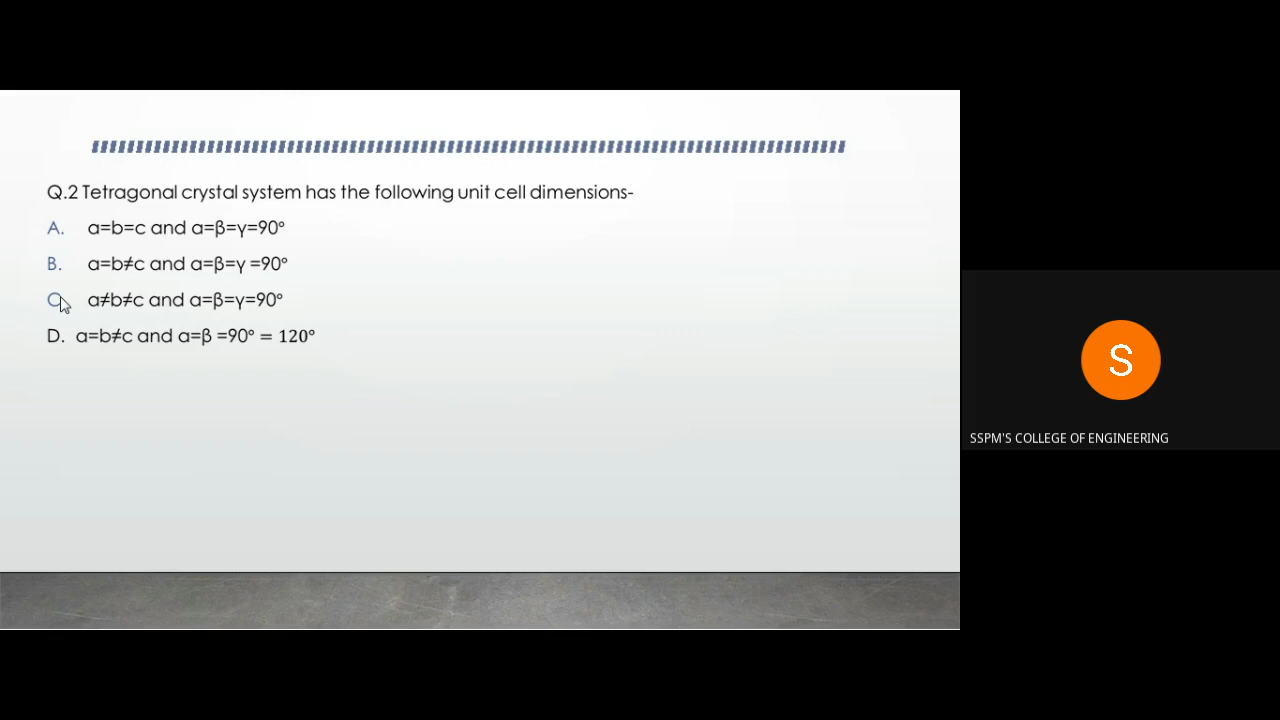 Q.2 Tetragonal crystal system has the following unit cell dimensions-
A. a=b=c and α=β=γ=90°
B. a=b≠c and α=β=γ =90°
C a≠b≠c and α=β=γ=90°
D. a=b≠c and α=β =90° = 120°
S
SSPM'S COLLEGE OF ENGINEERING